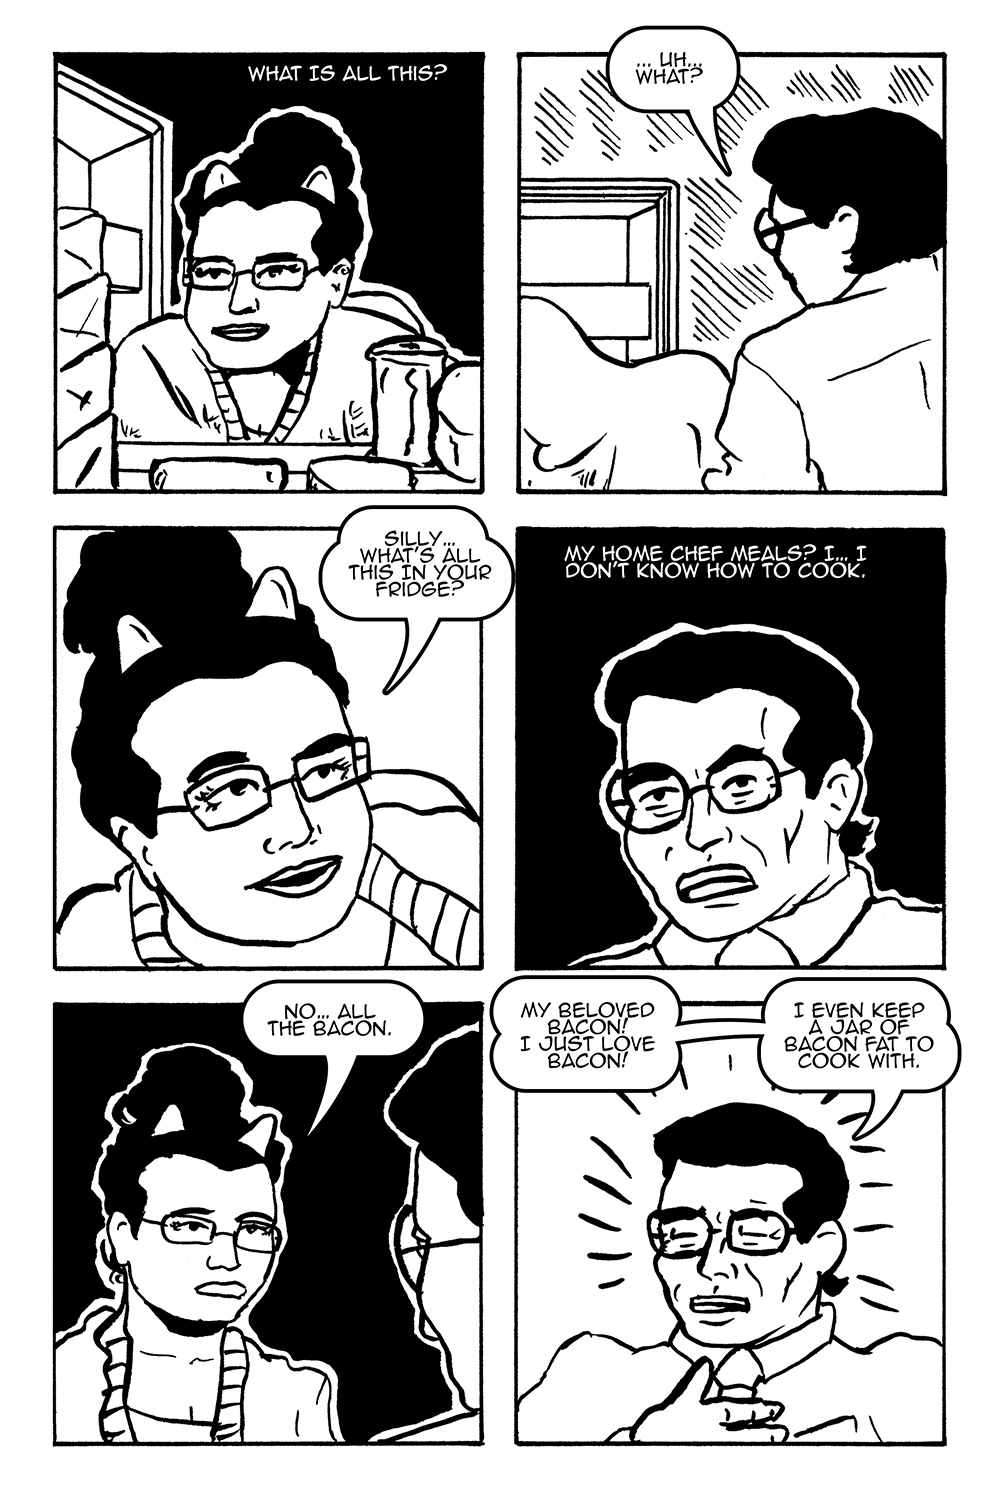 WHAT IS ALL THIS?
... UH...
WHAT?
SILLY...
WHAT'S ALL
THIS IN YOUR
FRIDGE?
MY HOME CHEF MEALS? I... I
DON'T KNOW HOW TO COOK.
NO... ALL
THE BACON.
MY BELOVED
BACON!
I JUST LOVE
BACON!
I EVEN KEEP
A JAR OF
BACON FAT TO
COOK WITH.